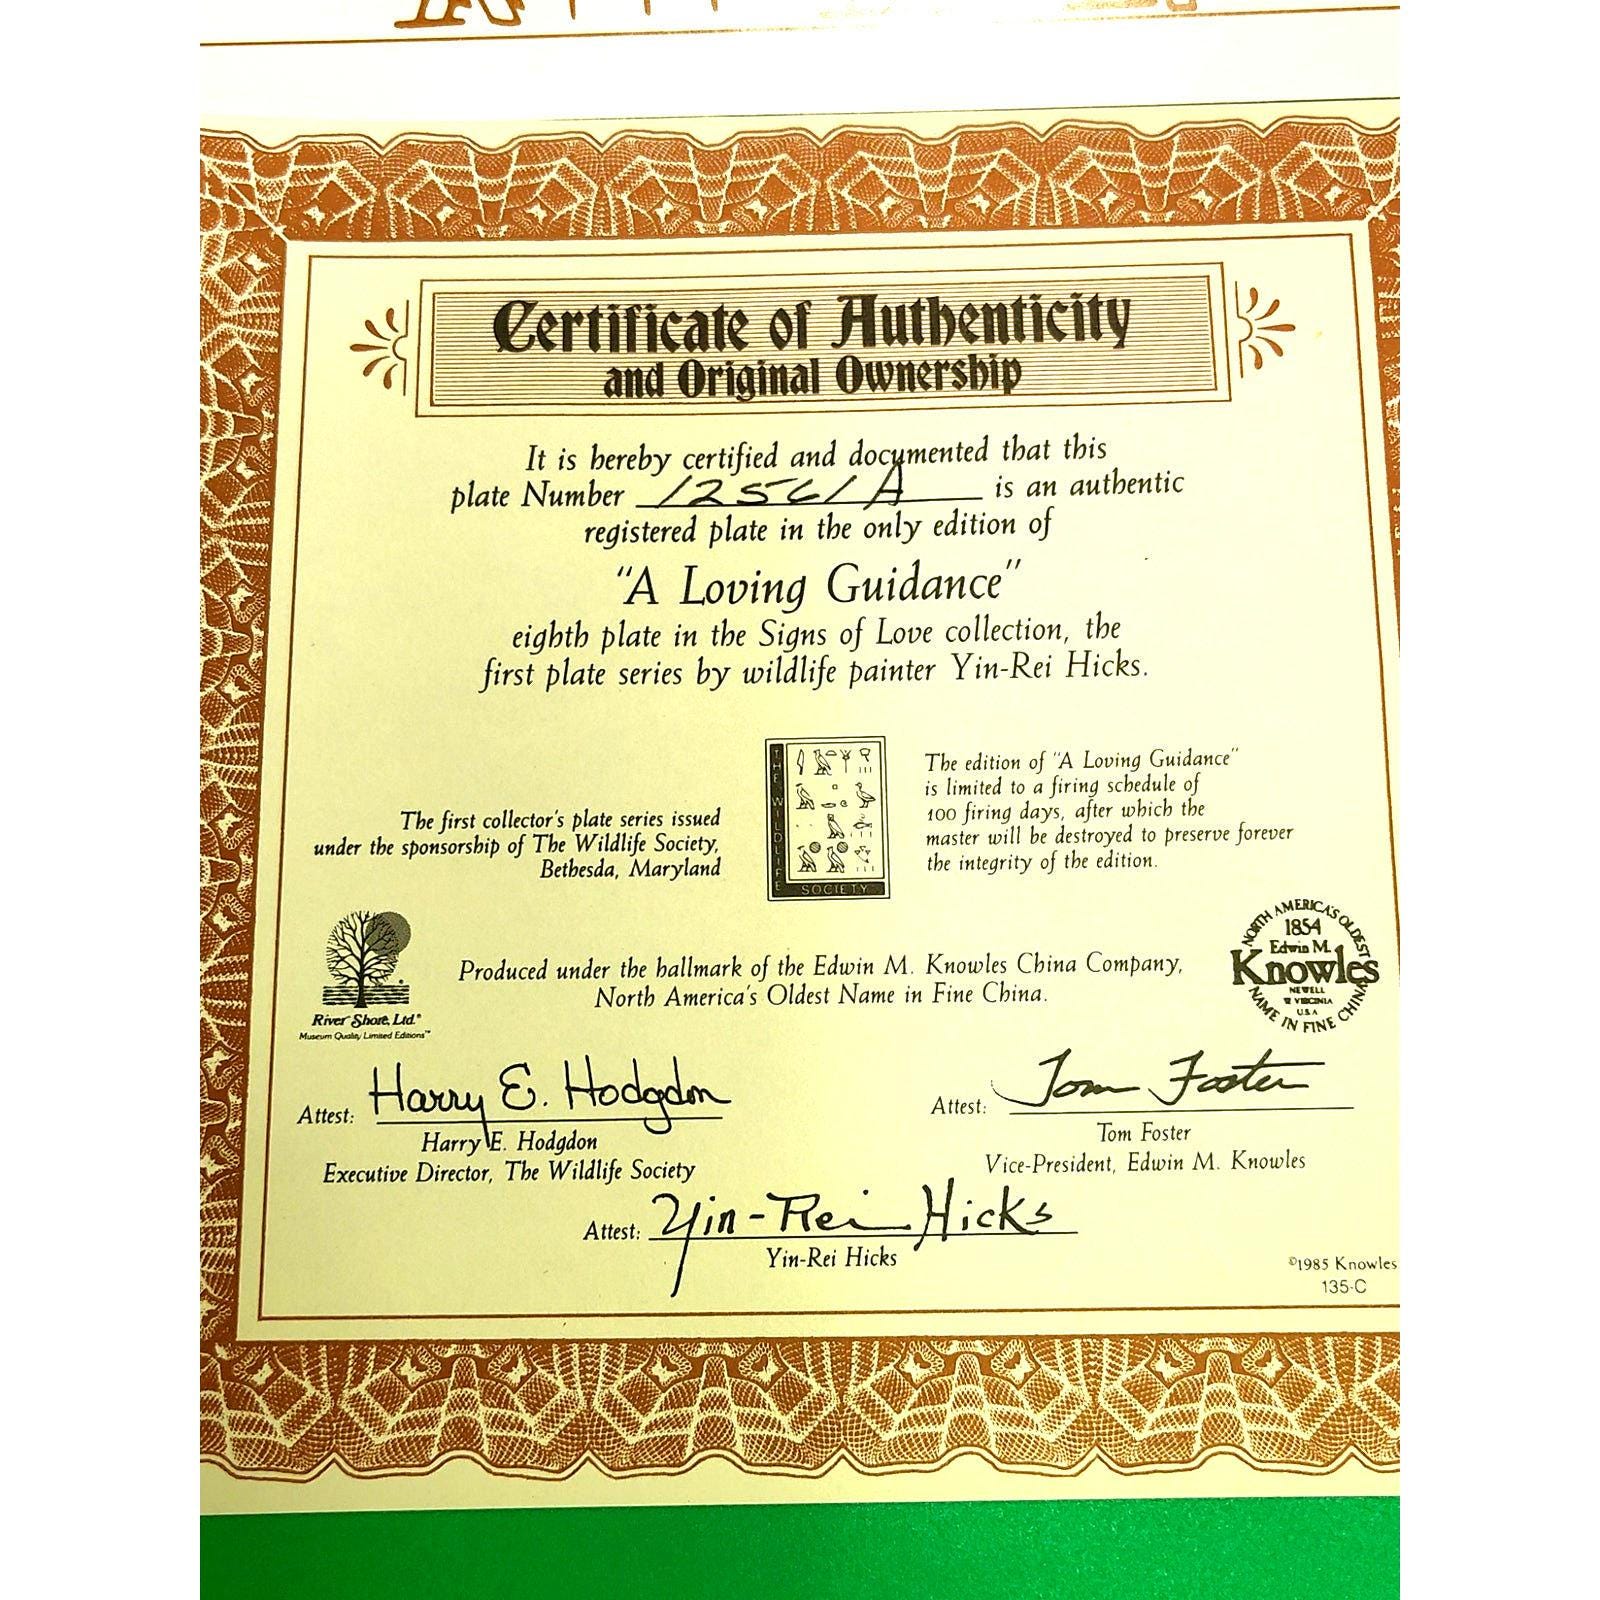 Certificate of Authenticity
and Original Ownership
It is hereby certified and documented that this
plate Number 12561A is an authentic
registered plate in the only edition of
"A Loving Guidance"
eighth plate in the Signs of Love collection, the
first plate series by wildlife painter Yin-Rei Hicks.
The first collector's plate series issued
under the sponsorship of The Wildlife Society,
Bethesda, Maryland
THE WILDLIFE
SOCIETY
The edition of "A Loving Guidance"
is limited to a firing schedule of
100 firing days, after which the
master will be destroyed to preserve forever
the integrity of the edition.
River Shore, Ltd.®
Museum Quality Limited Editions™
Produced under the hallmark of the Edwin M. Knowles China Company,
North America's Oldest Name in Fine China.
NORTH AMERICA'S OLDEST
1854
Edwin M.
Knowles
NEWELL
W VIRGINIA
U.S.A
NAME IN FINE CHINA
Attest: Harry E. Hodgdon
Harry E. Hodgdon
Executive Director, The Wildlife Society
Attest: Tom Foster
Tom Foster
Vice-President, Edwin M. Knowles
Attest: Yin-Rei Hicks
Yin-Rei Hicks
©1985 Knowles
135-C